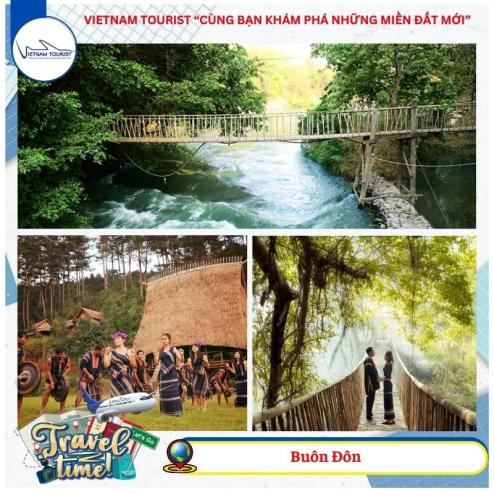 VIETNAM TOURIST “CÙNG BẠN KHÁM PHÁ NHỮNG MIỀN ĐẤT MỚI”
VIETNAM TOURIST
Travel
Let's Go
time!
Buôn Đôn